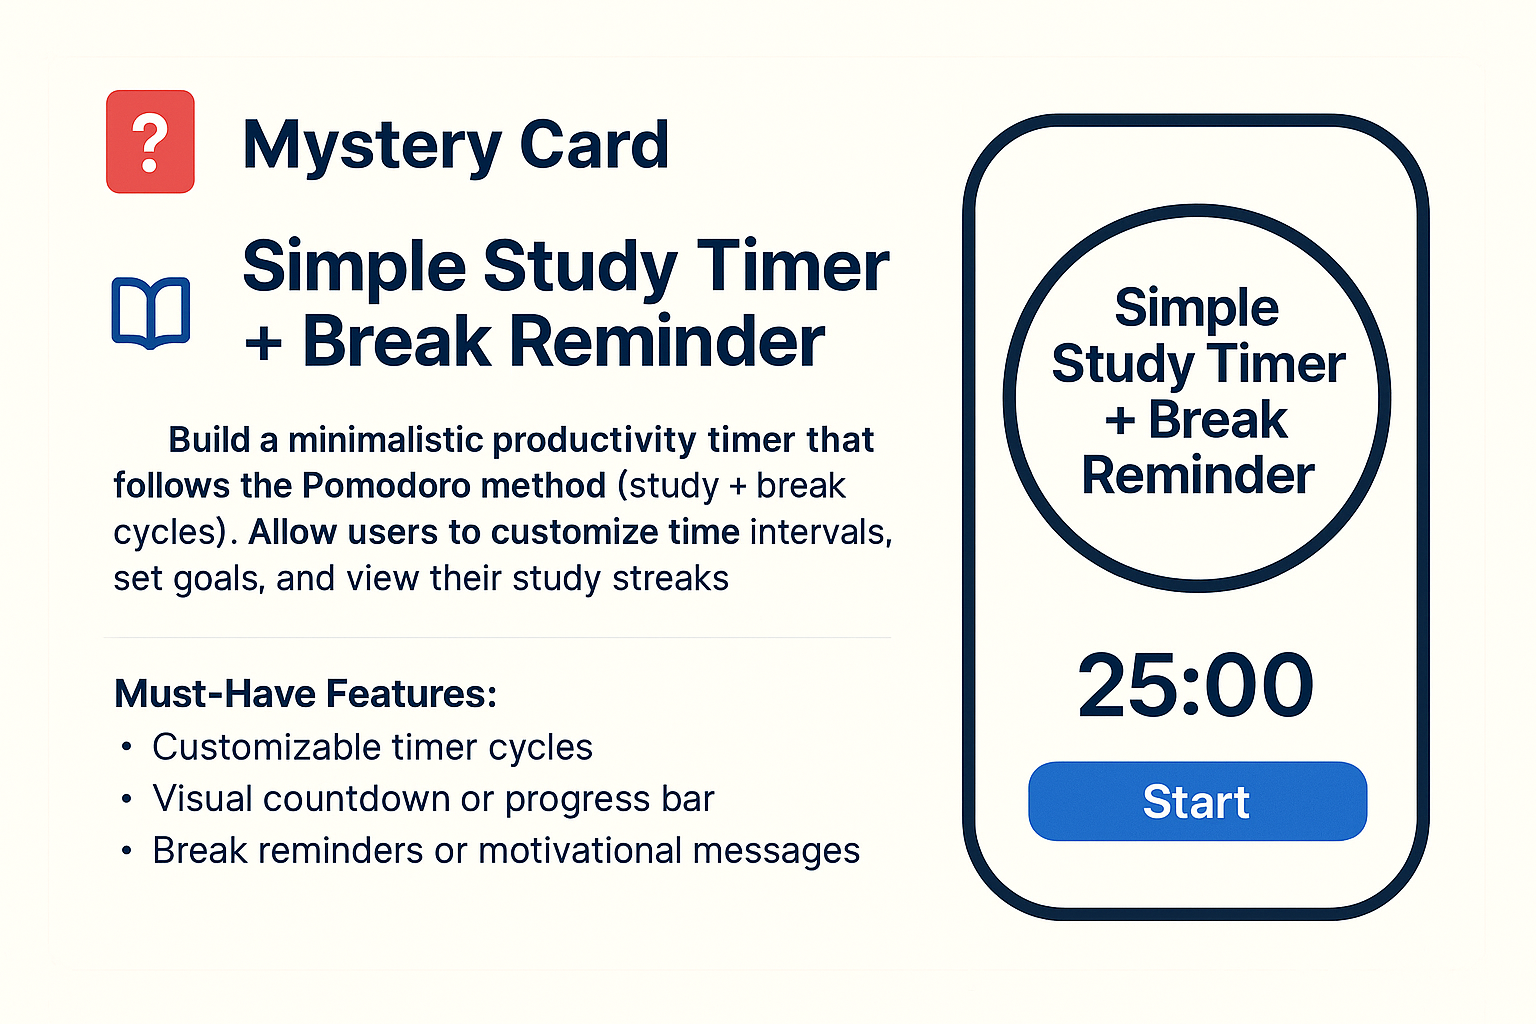 ?
Mystery Card
Simple Study Timer
+ Break Reminder
Build a minimalistic productivity timer that
follows the Pomodoro method (study + break
cycles). Allow users to customize time intervals,
set goals, and view their study streaks
Must-Have Features:
• Customizable timer cycles
• Visual countdown or progress bar
• Break reminders or motivational messages
Simple
Study Timer
+ Break
Reminder
25:00
Start